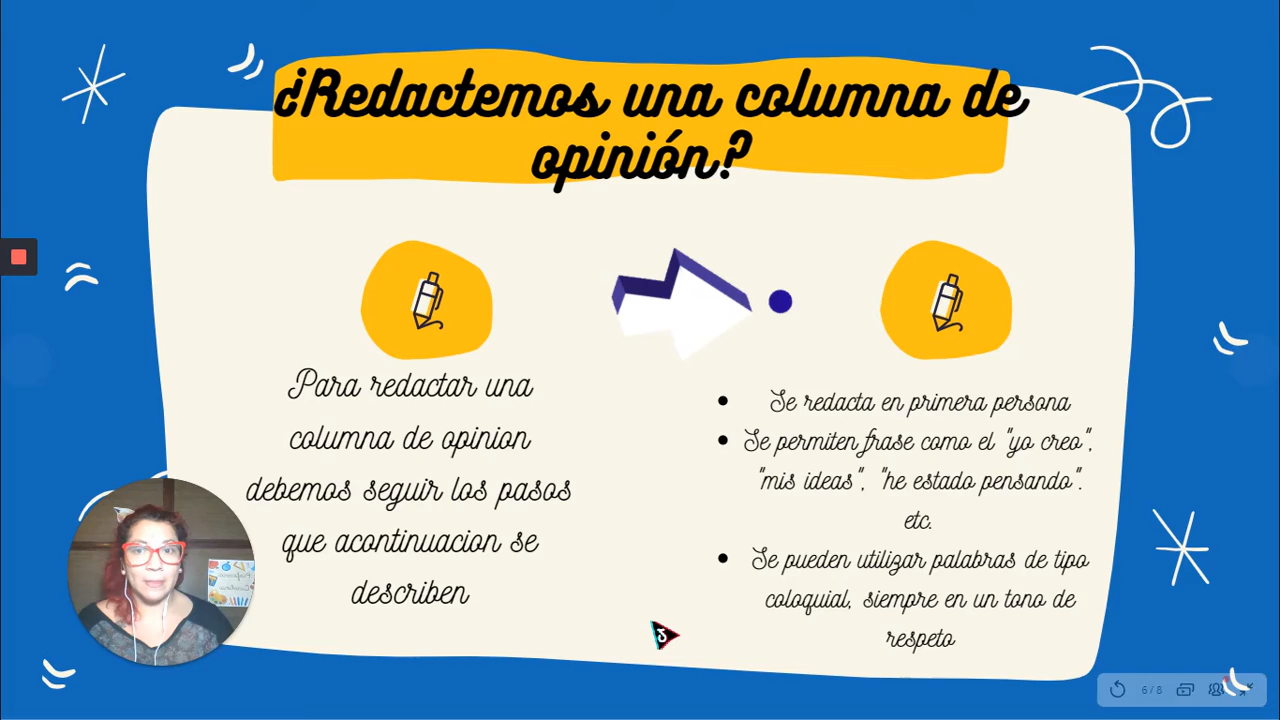 ¿Redactemos una columna de
opinión?
Para redactar una
columna de opinion
debemos seguir los pasos
que acontinuacion se
describen
Se redacta en primera persona
Se permiten frase como el "yo creo",
"mis ideas", "he estado pensando".
etc.
Se pueden utilizar palabras de tipo
coloquial, siempre en un tono de
respeto
6/8